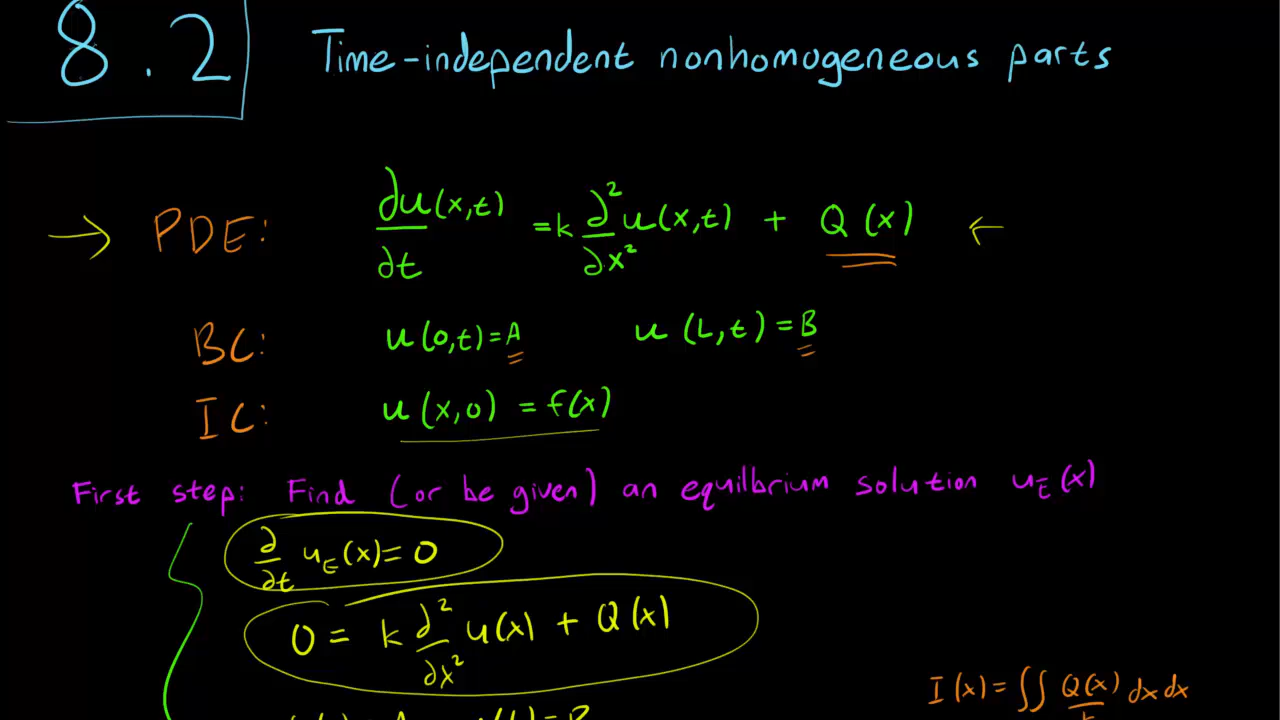 8.2 Time-independent nonhomogeneous parts
→ PDE: ∂u(x,t)/∂t = k ∂²/∂x² u(x,t) + Q(x) ←
BC: u(0,t)=A u(L,t)=B
IC: u(x,0) = f(x)
First step: Find (or be given) an equilbrium solution u_E(x)
∂/∂t u_E(x)=0
0 = k ∂²/∂x² u(x) + Q(x)
I(x) = ∫∫ Q(x)/k dx dx